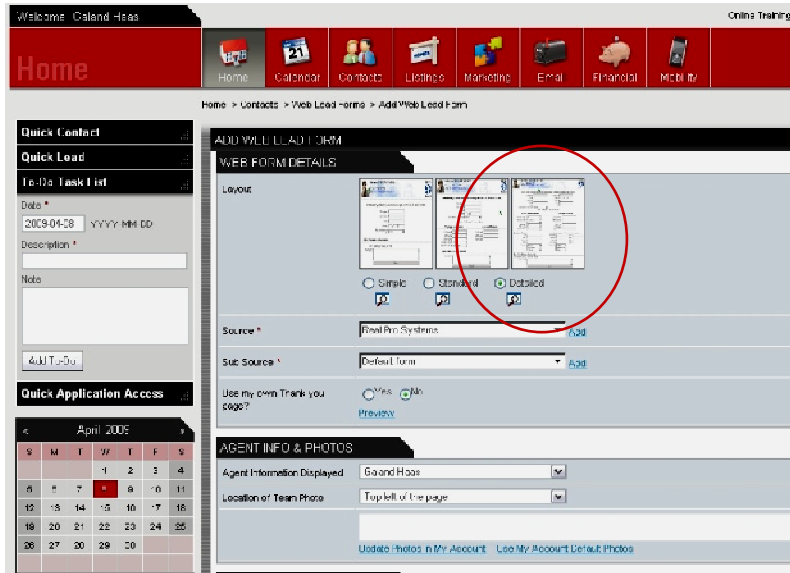 Welcome Galand Haas
Online Training
Home
Home
Calendar
Contacts
Listings
Marketing
Email
Financial
Mobility
Home > Contacts > Web Lead Forms > Add Web Lead Form
Quick Contact
Quick Lead
To-Do Task List
Date *
2009-04-08 YYYY-MM-DD
Description *
Note
Add To-Do
Quick Application Access
« April 2009 »
S M T W T F S
1 2 3 4
5 6 7 8 9 10 11
12 13 14 15 16 17 18
19 20 21 22 23 24 25
26 27 28 29 30
ADD WEB LEAD FORM
WEB FORM DETAILS
Layout
Simple Standard Detailed
Source * RealPro Systems Add
Sub Source * Default form Add
Use my own Thank you page? Yes No
Preview
AGENT INFO & PHOTOS
Agent Information Displayed Galand Haas
Location of Team Photo Top left of the page
Update Photos in My Account Use My Account Default Photos